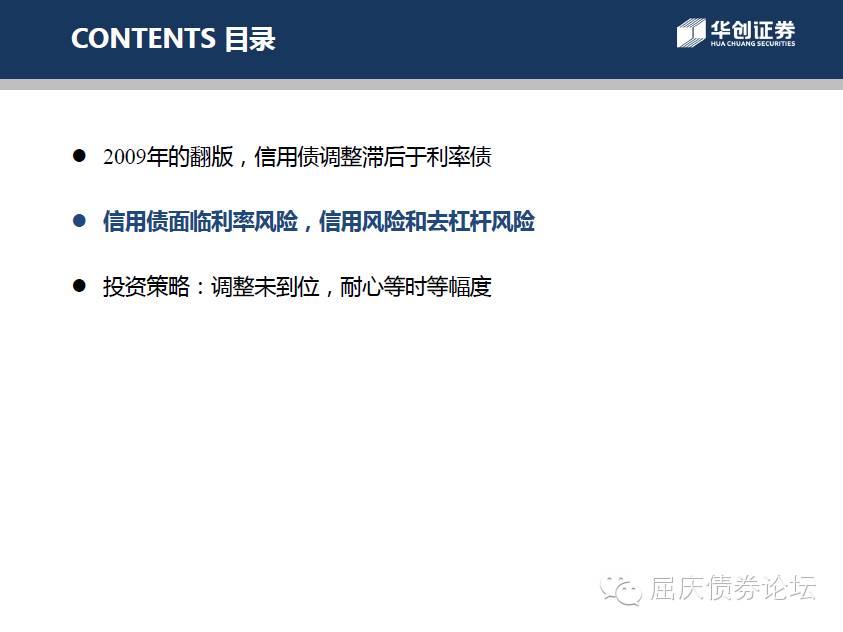 CONTENTS 目录
华创证券
HUA CHUANG SECURITIES
2009年的翻版，信用债调整滞后于利率债
信用债面临利率风险，信用风险和去杠杆风险
投资策略：调整未到位，耐心等时等幅度
屈庆债券论坛